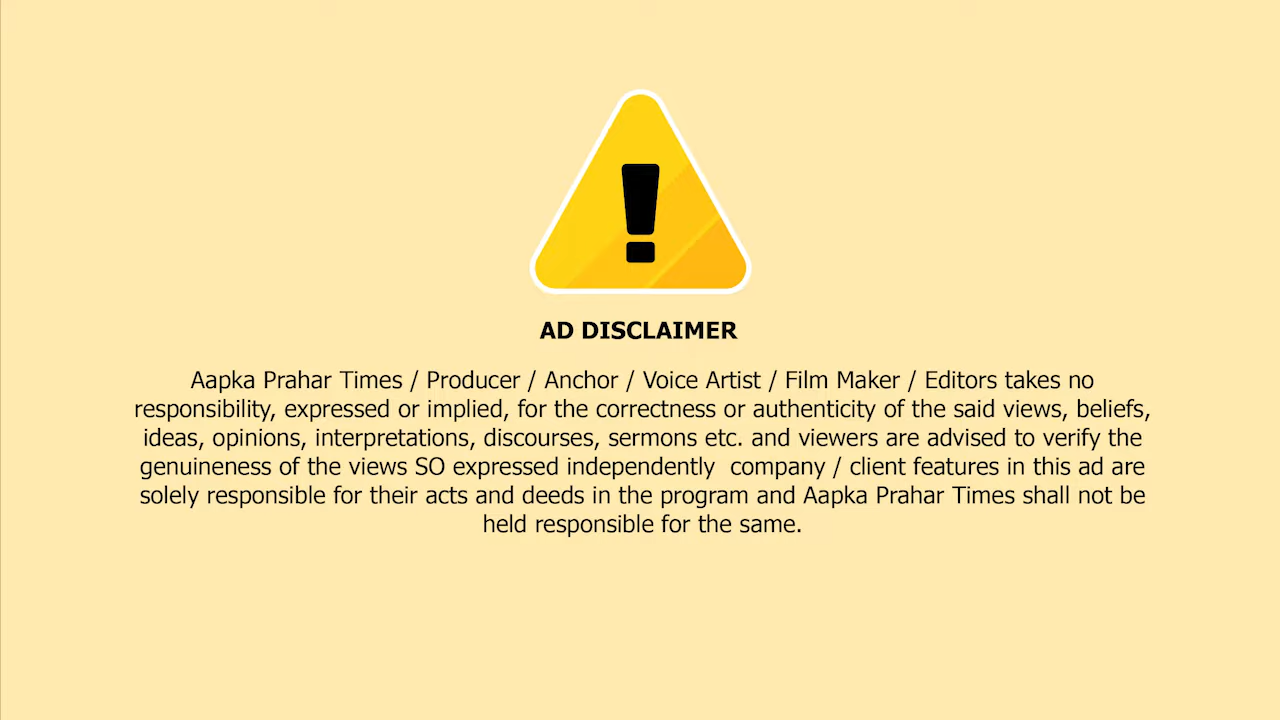 AD DISCLAIMER
Aapka Prahar Times / Producer / Anchor / Voice Artist / Film Maker / Editors takes no
responsibility, expressed or implied, for the correctness or authenticity of the said views, beliefs,
ideas, opinions, interpretations, discourses, sermons etc. and viewers are advised to verify the
genuineness of the views SO expressed independently  company / client features in this ad are
solely responsible for their acts and deeds in the program and Aapka Prahar Times shall not be
held responsible for the same.